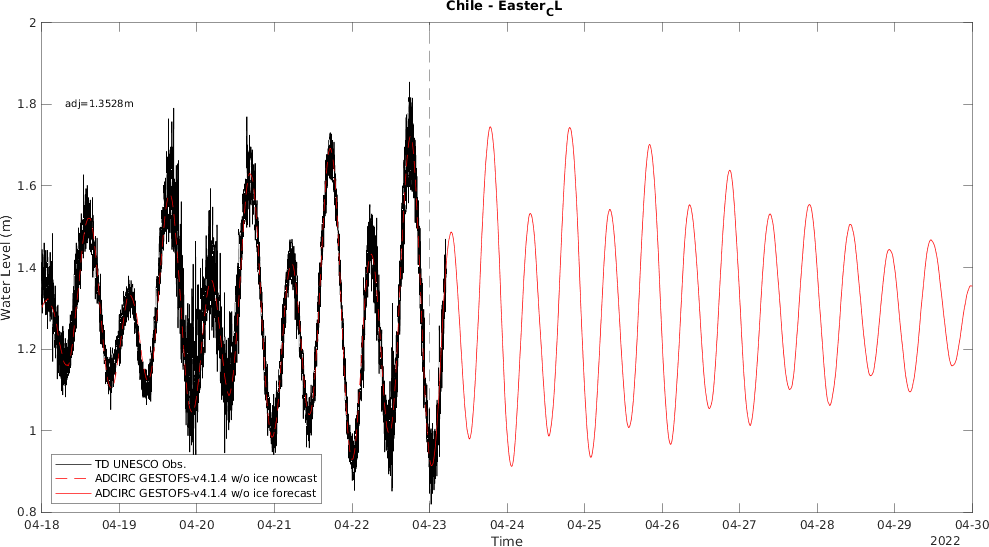 Chile - Easter_CL
2
1.8
1.6
1.4
1.2
1
0.8
Water Level (m)
adj=1.3528m
TD UNESCO Obs.
ADCIRC GESTOFS-v4.1.4 w/o ice nowcast
ADCIRC GESTOFS-v4.1.4 w/o ice forecast
04-18 04-19 04-20 04-21 04-22 04-23 04-24 04-25 04-26 04-27 04-28 04-29 04-30
Time
2022